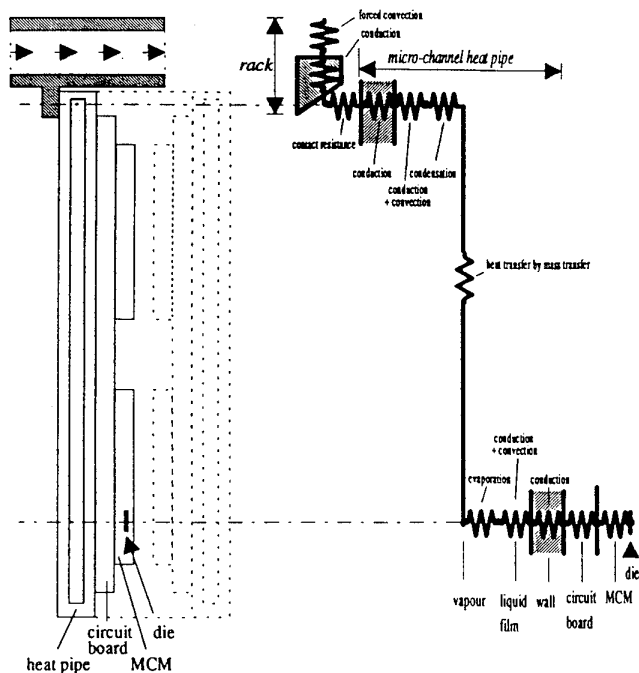 forced convection
conduction
rack
micro-channel heat pipe
contact resistance
conduction
condensation
conduction
+ convection
heat transfer by mass transfer
conduction
+ convection
evaporation
conduction
die
vapour
liquid
film
wall
circuit
board
MCM
circuit
board
die
heat pipe
MCM